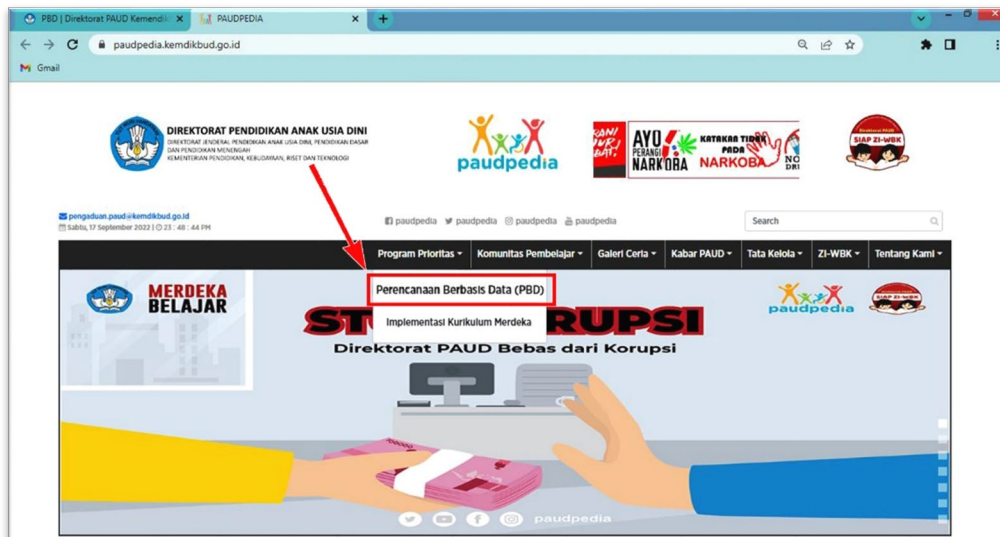 PBD | Direktorat PAUD Kemendik
PAUDPEDIA
paudpedia.kemdikbud.go.id
Gmail
DIREKTORAT PENDIDIKAN ANAK USIA DINI
DIREKTORAT JENDERAL PENDIDIKAN ANAK USIA DINI, PENDIDIKAN DASAR
DAN PENDIDIKAN MENENGAH
KEMENTERIAN PENDIDIKAN, KEBUDAYAAN, RISET DAN TEKNOLOGI
paudpedia
AYO
PERANGI
NARKOBA
KATAKAN TIDAK
PADA
NARKOBA
SIAP ZI-WBK
pengaduan.paud@kemdikbud.go.id
Sabtu, 17 September 2022 | 23 : 48 : 44 PM
paudpedia paudpedia paudpedia paudpedia
Search
Program Prioritas Komunitas Pembelajar Galeri Ceria Kabar PAUD Tata Kelola ZI-WBK Tentang Kami
Perencanaan Berbasis Data (PBD)
Implementasi Kurikulum Merdeka
MERDEKA
BELAJAR
paudpedia
SIAP ZI-WBK
ST RUPSI
Direktorat PAUD Bebas dari Korupsi
paudpedia